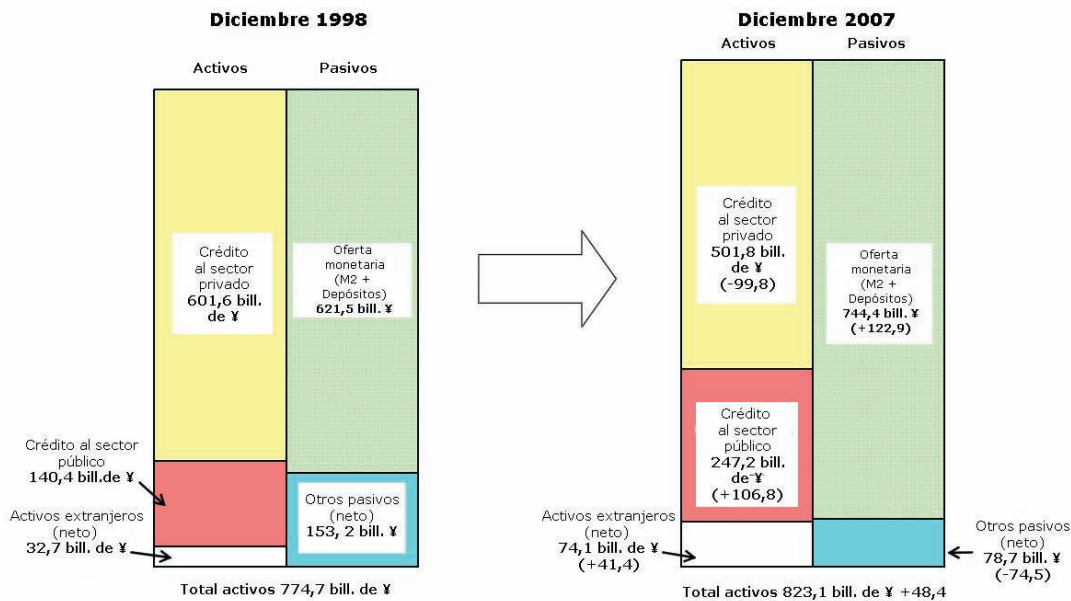 Diciembre 1998
Activos
Pasivos
Crédito
al sector
privado
601,6 bill.
de ¥
Oferta
monetaria
(M2 +
Depósitos)
621,5 bill. ¥
Crédito al sector
público
140,4 bill.de ¥
Activos extranjeros
(neto)
32,7 bill. de ¥
Otros pasivos
(neto)
153, 2 bill. ¥
Total activos 774,7 bill. de ¥
Diciembre 2007
Activos
Pasivos
Crédito
al sector
privado
501,8 bill.
de ¥
(-99,8)
Oferta
monetaria
(M2 +
Depósitos)
744,4 bill. ¥
(+122,9)
Crédito
al sector
público
247,2 bill.
de ¥
(+106,8)
Activos extranjeros
(neto)
74,1 bill. de ¥
(+41,4)
Otros pasivos
(neto)
78,7 bill. de ¥
(-74,5)
Total activos 823,1 bill. de ¥ +48,4